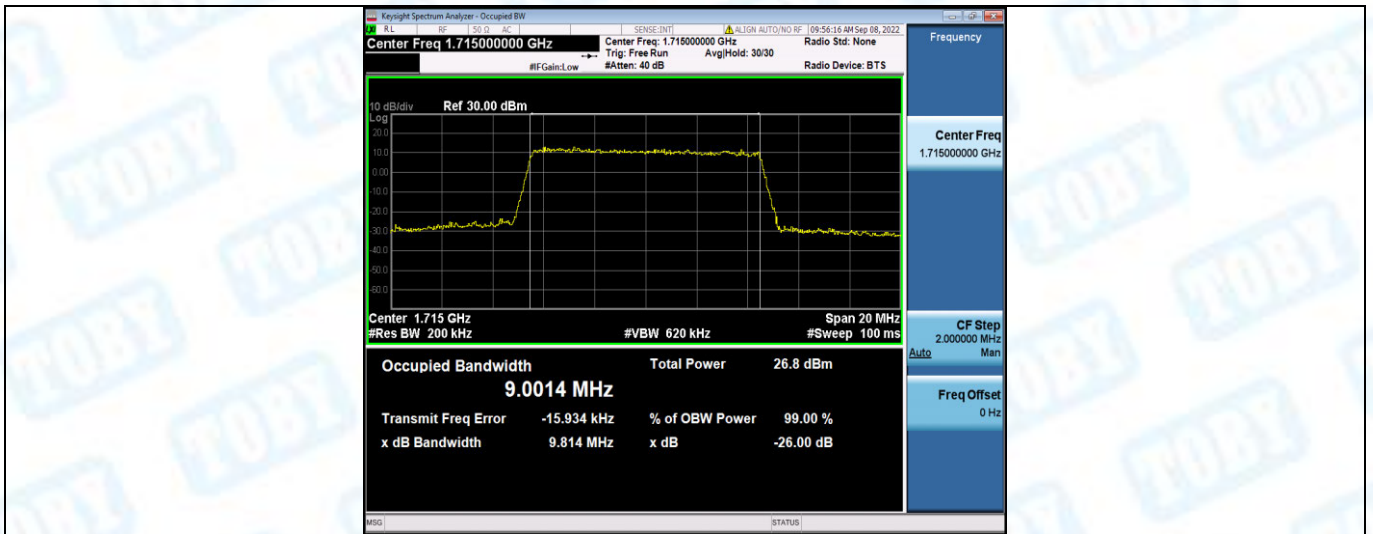 Keysight Spectrum Analyzer - Occupied BW
RL RF 50 Ω AC SENSE:INT ALIGN AUTO/NO RF 09:56:16 AM Sep 08, 2022
Center Freq 1.715000000 GHz
Center Freq: 1.715000000 GHz Radio Std: None
Trig: Free Run Avg|Hold: 30/30
#IFGain:Low #Atten: 40 dB Radio Device: BTS
Frequency
10 dB/div Ref 30.00 dBm
Log
20.0
10.0
0.00
-10.0
-20.0
-30.0
-40.0
-50.0
-60.0
Center 1.715 GHz Span 20 MHz
#Res BW 200 kHz #VBW 620 kHz #Sweep 100 ms
Center Freq
1.715000000 GHz
CF Step
2.000000 MHz
Auto Man
Freq Offset
0 Hz
Occupied Bandwidth Total Power 26.8 dBm
9.0014 MHz
Transmit Freq Error -15.934 kHz % of OBW Power 99.00 %
x dB Bandwidth 9.814 MHz x dB -26.00 dB
MSG STATUS
TOBY